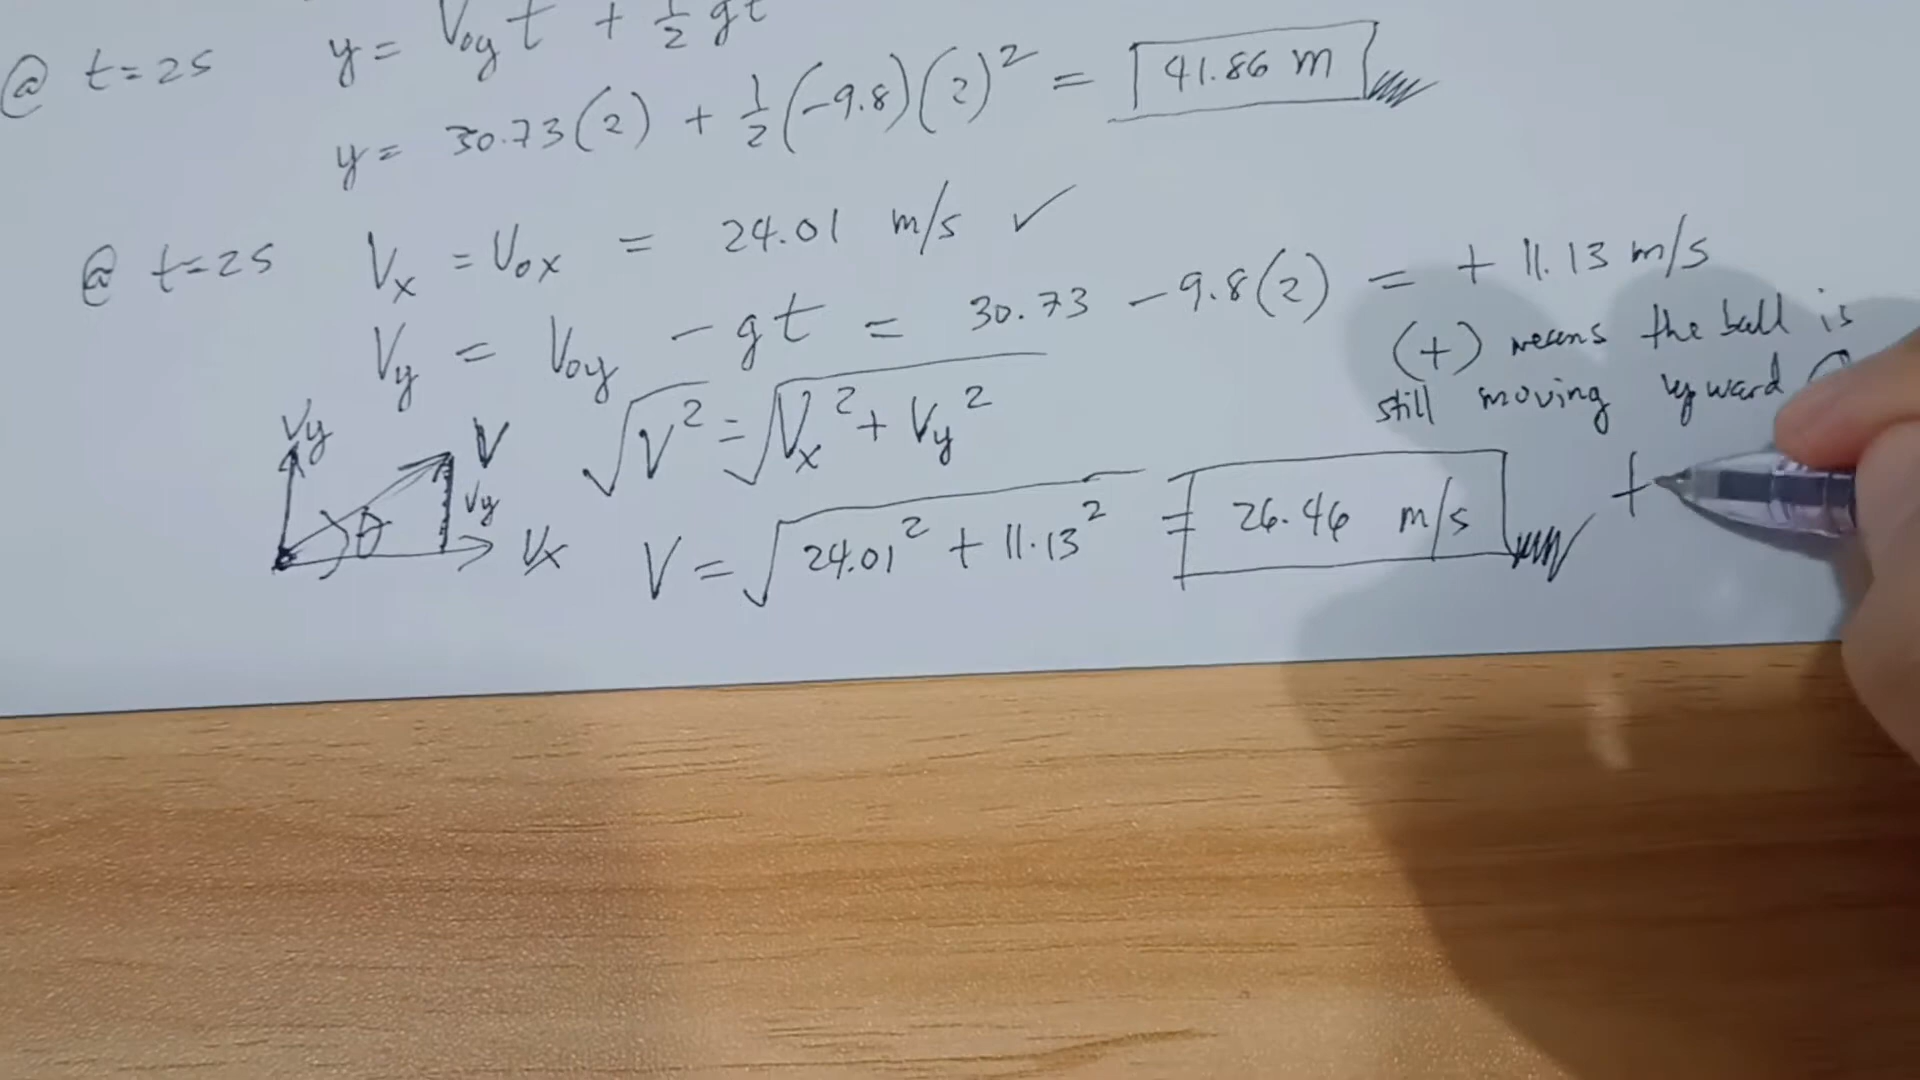 @ t=2s y= Voy t + 1/2 gt
y= 30.73(2) + 1/2(-9.8)(2)² = 41.86 m
@ t=2s Vx = Vox = 24.01 m/s ✓
Vy = Voy - gt = 30.73 - 9.8(2) = + 11.13 m/s
(+) means the ball is
still moving upward
√V² = √Vx² + Vy²
V = √24.01² + 11.13² = 26.46 m/s
Vy V
θ Vy
Vx